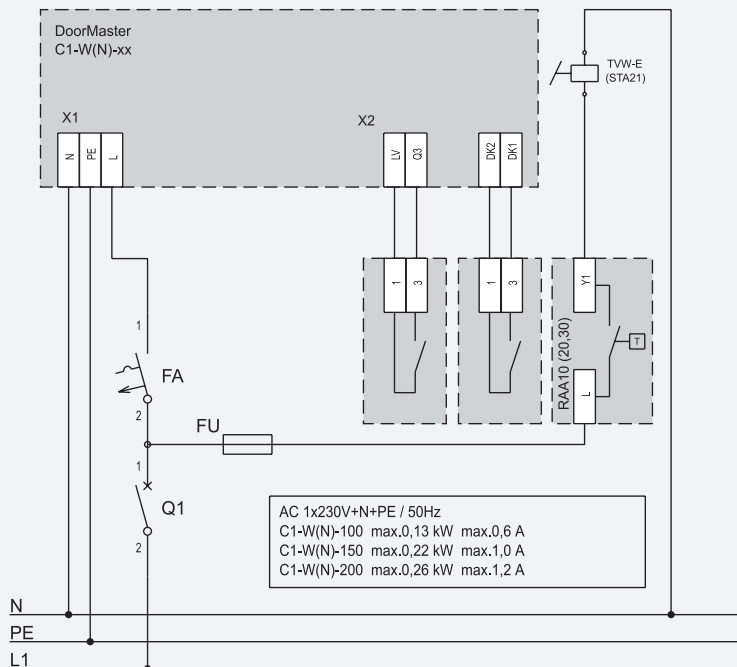 DoorMaster
C1-W(N)-xx
TVW-E
(STA21)
X1
X2
N
PE
L
LV
Q3
DK2
DK1
1
3
1
3
Y1
RAA10 (20,30)
T
L
1
FA
2
FU
1
Q1
2
AC 1x230V+N+PE / 50Hz
C1-W(N)-100 max.0,13 kW max.0,6 A
C1-W(N)-150 max.0,22 kW max.1,0 A
C1-W(N)-200 max.0,26 kW max.1,2 A
N
PE
L1